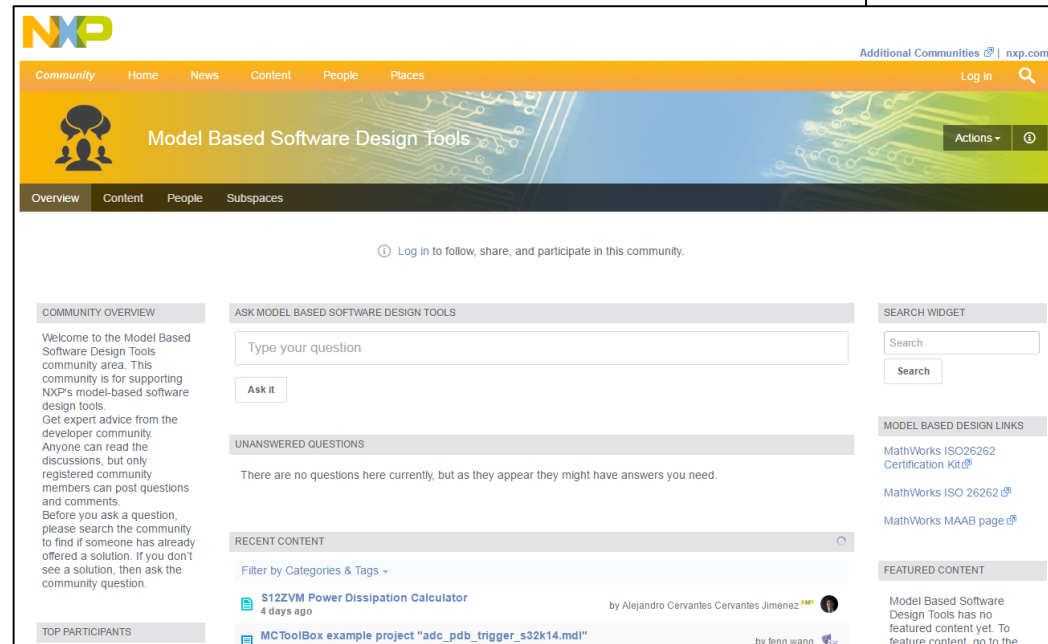 NXP
Additional Communities | nxp.com
Community Home News Content People Places Log in
Model Based Software Design Tools
Actions
Overview Content People Subspaces
Log in to follow, share, and participate in this community.
COMMUNITY OVERVIEW
Welcome to the Model Based
Software Design Tools
community area. This
community is for supporting
NXP's model-based software
design tools.
Get expert advice from the
developer community.
Anyone can read the
discussions, but only
registered community
members can post questions
and comments.
Before you ask a question,
please search the community
to find if someone has already
offered a solution. If you don't
see a solution, then ask the
community question.
TOP PARTICIPANTS
ASK MODEL BASED SOFTWARE DESIGN TOOLS
Type your question
Ask it
UNANSWERED QUESTIONS
There are no questions here currently, but as they appear they might have answers you need.
RECENT CONTENT
Filter by Categories & Tags
S12ZVM Power Dissipation Calculator
4 days ago
by Alejandro Cervantes Cervantes Jimenez
MCToolBox example project "adc_pdb_trigger_s32k14.mdl"
by feng wang
SEARCH WIDGET
Search
Search
MODEL BASED DESIGN LINKS
MathWorks ISO26262
Certification Kit
MathWorks ISO 26262
MathWorks MAAB page
FEATURED CONTENT
Model Based Software
Design Tools has no
featured content yet. To
feature content, go to the